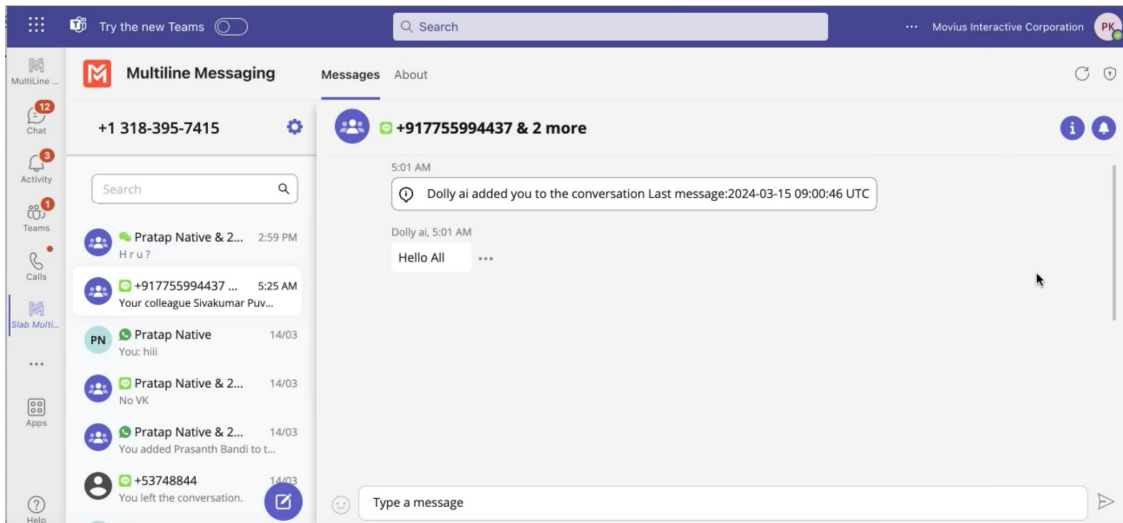 Try the new Teams
Search
Movius Interactive Corporation
PK
MultiLine ...
12
Chat
3
Activity
1
Teams
Calls
Slab Multi...
Apps
Help
Multiline Messaging
Messages
About
+1 318-395-7415
Search
Pratap Native & 2...
2:59 PM
H r u ?
+917755994437 ...
5:25 AM
Your colleague Sivakumar Puv...
PN
Pratap Native
14/03
You: hiii
Pratap Native & 2...
14/03
No VK
Pratap Native & 2...
14/03
You added Prasanth Bandi to t...
+53748844
14/03
You left the conversation.
+917755994437 & 2 more
5:01 AM
Dolly ai added you to the conversation Last message:2024-03-15 09:00:46 UTC
Dolly ai, 5:01 AM
Hello All
Type a message